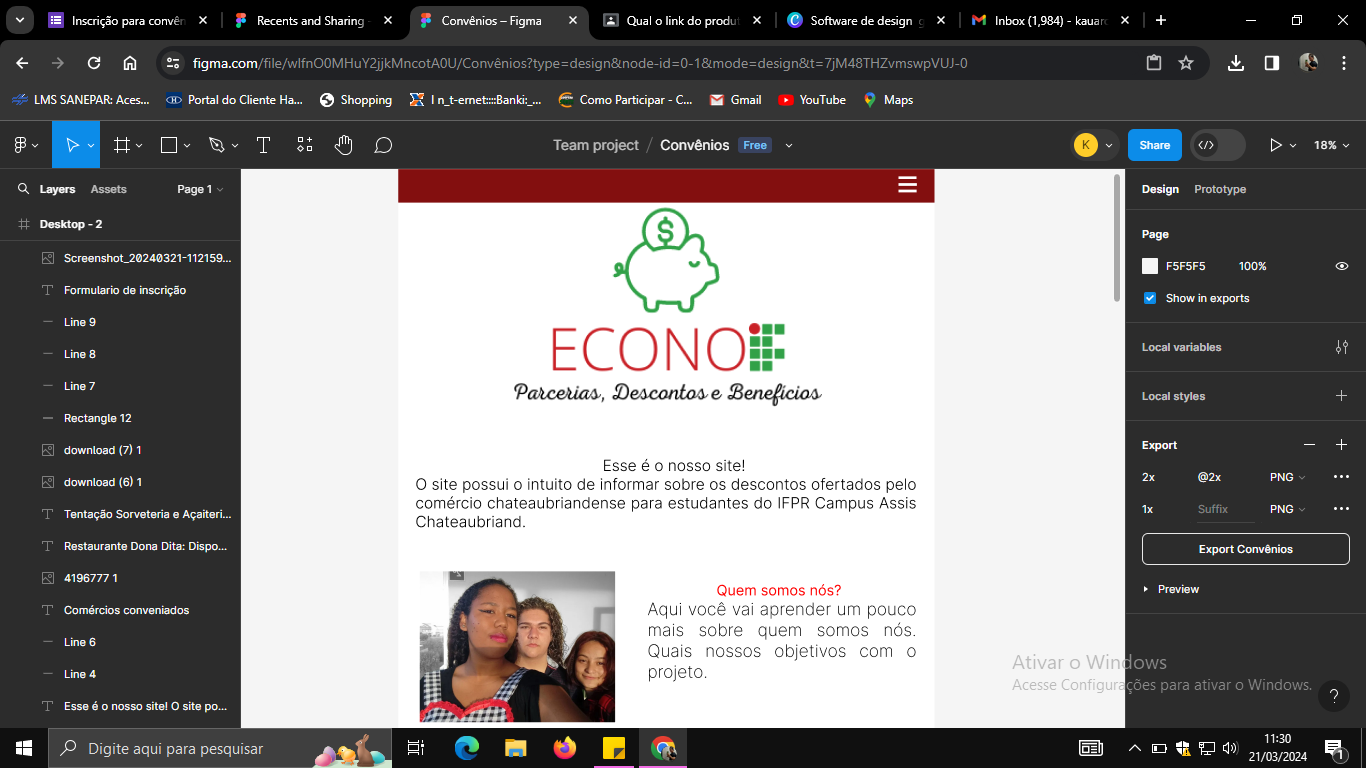 Inscrição para convên
Recents and Sharing
Convênios – Figma
Qual o link do produt
Software de design g
Inbox (1,984) - kauar
figma.com/file/wlfnO0MHuY2jjkMncotA0U/Convênios?type=design&node-id=0-1&mode=design&t=7jM48THZvmswpVUJ-0
LMS SANEPAR: Aces...
Portal do Cliente Ha...
Shopping
I n_t-ernet::::Banki:_...
Como Participar - C...
Gmail
YouTube
Maps
Team project / Convênios Free
K
Share
18%
Layers Assets Page 1
Desktop - 2
Screenshot_20240321-112159...
Formulario de inscrição
Line 9
Line 8
Line 7
Rectangle 12
download (7) 1
download (6) 1
Tentação Sorveteria e Açaiteri...
Restaurante Dona Dita: Dispo...
4196777 1
Comércios conveniados
Line 6
Line 4
Esse é o nosso site! O site po...
$
ECONOIF
Parcerias, Descontos e Benefícios
Esse é o nosso site!
O site possui o intuito de informar sobre os descontos ofertados pelo
comércio chateaubriandense para estudantes do IFPR Campus Assis
Chateaubriand.
Quem somos nós?
Aqui você vai aprender um pouco
mais sobre quem somos nós.
Quais nossos objetivos com o
projeto.
Design Prototype
Page
F5F5F5 100%
Show in exports
Local variables
Local styles
Export
2x @2x PNG
1x Suffix PNG
Export Convênios
Preview
Ativar o Windows
Acesse Configurações para ativar o Windows.
?
Digite aqui para pesquisar
11:30
21/03/2024
1